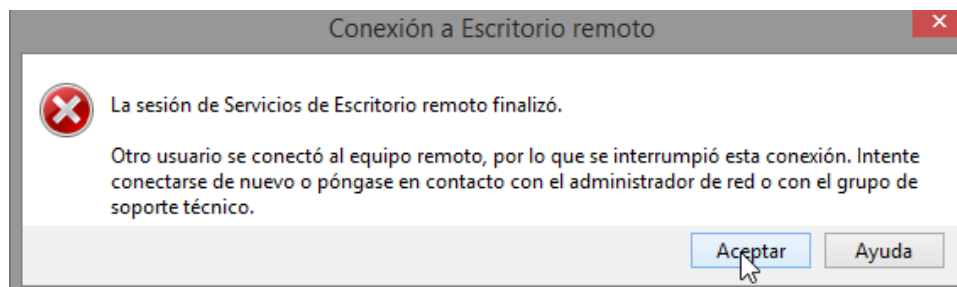 Conexión a Escritorio remoto
La sesión de Servicios de Escritorio remoto finalizó.
Otro usuario se conectó al equipo remoto, por lo que se interrumpió esta conexión. Intente
conectarse de nuevo o póngase en contacto con el administrador de red o con el grupo de
soporte técnico.
Aceptar
Ayuda